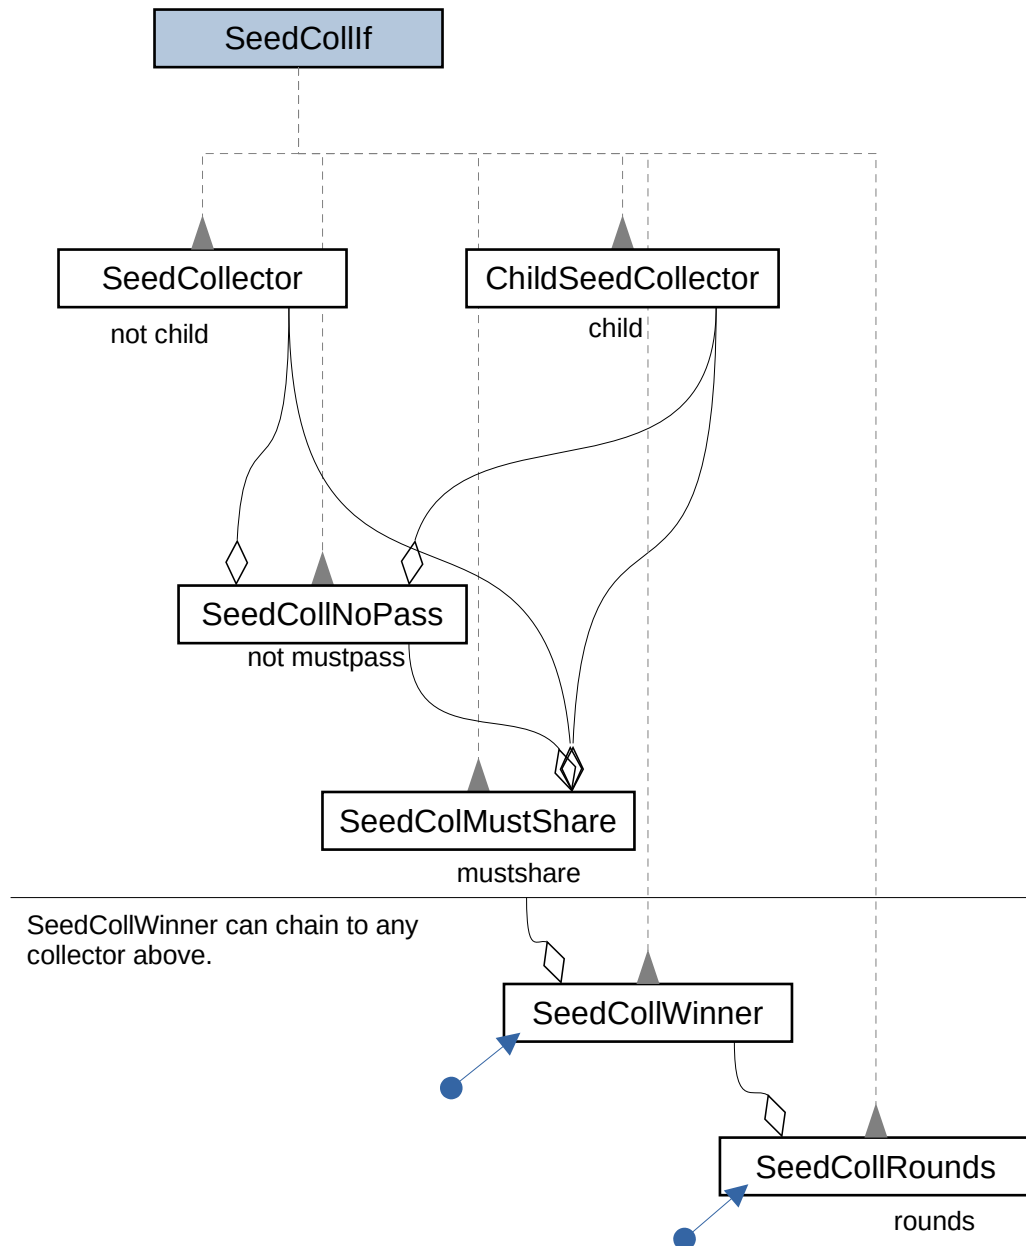 SeedCollIf
SeedCollector
ChildSeedCollector
not child
child
SeedCollNoPass
not mustpass
SeedColMustShare
mustshare
SeedCollWinner can chain to any
collector above.
SeedCollWinner
SeedCollRounds
rounds